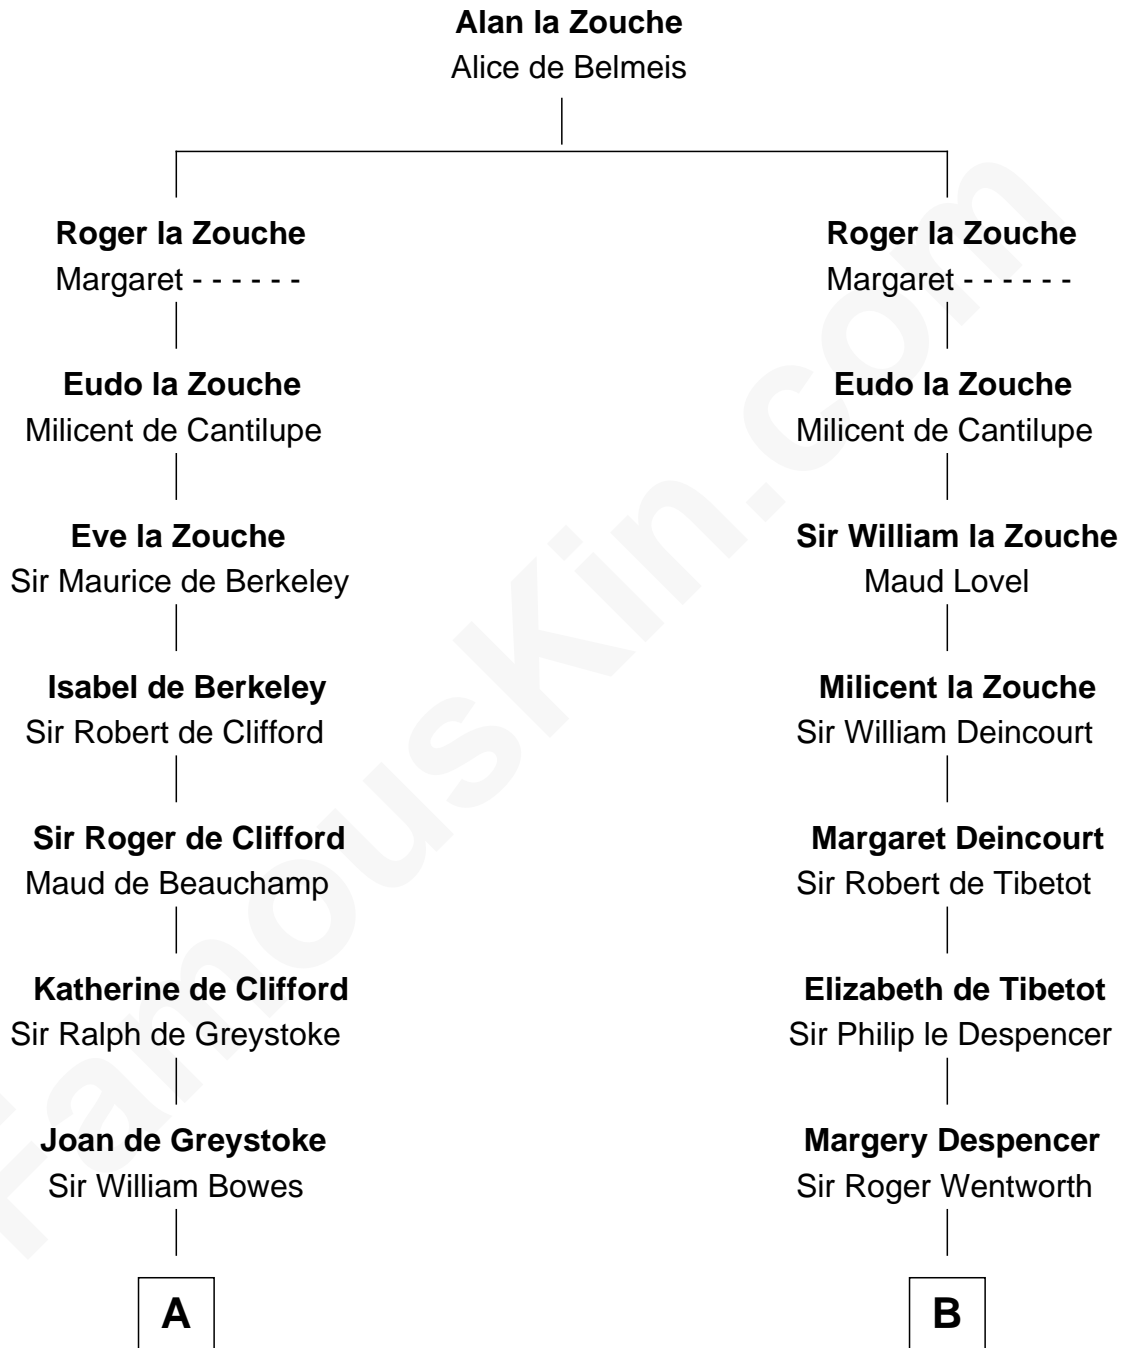 Alan la Zouche
Alice de Belmeis
Roger la Zouche
Margaret - - - - - -
Roger la Zouche
Margaret - - - - - -
Eudo la Zouche
Milicent de Cantilupe
Eudo la Zouche
Milicent de Cantilupe
Eve la Zouche
Sir Maurice de Berkeley
Sir William la Zouche
Maud Lovel
Isabel de Berkeley
Sir Robert de Clifford
Milicent la Zouche
Sir William Deincourt
Sir Roger de Clifford
Maud de Beauchamp
Margaret Deincourt
Sir Robert de Tibetot
Katherine de Clifford
Sir Ralph de Greystoke
Elizabeth de Tibetot
Sir Philip le Despencer
Joan de Greystoke
Sir William Bowes
Margery Despencer
Sir Roger Wentworth
A
B
FamousKin.com